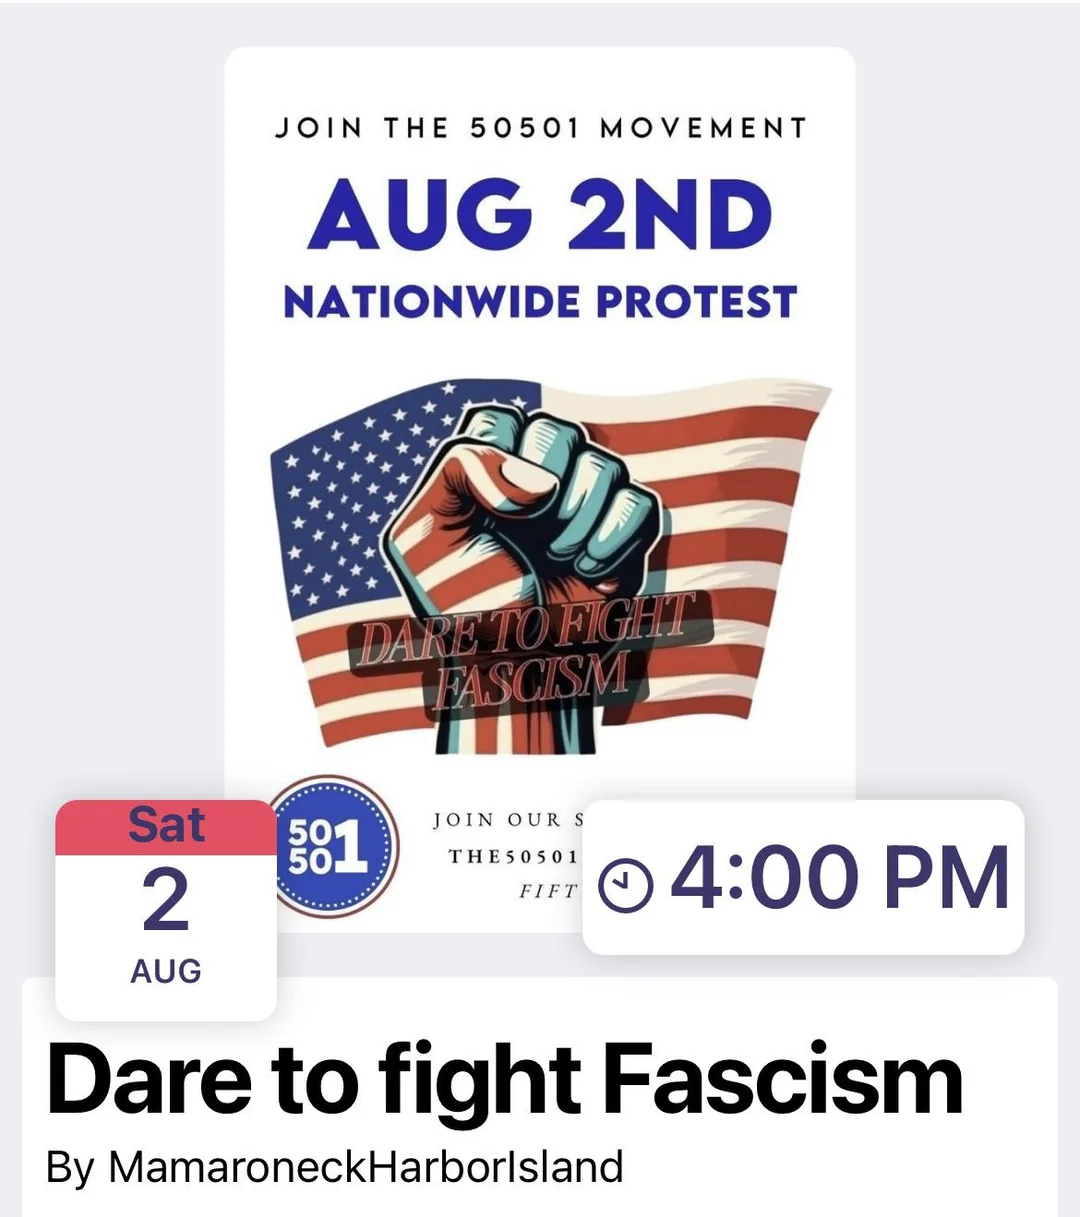 JOIN THE 50501 MOVEMENT
AUG 2ND
NATIONWIDE PROTEST
DARE TO FIGHT
FASCISM
50
50
1
JOIN OUR
THE50501
FIFT
Sat
2
AUG
4:00 PM
Dare to fight Fascism
By MamaroneckHarborIsland